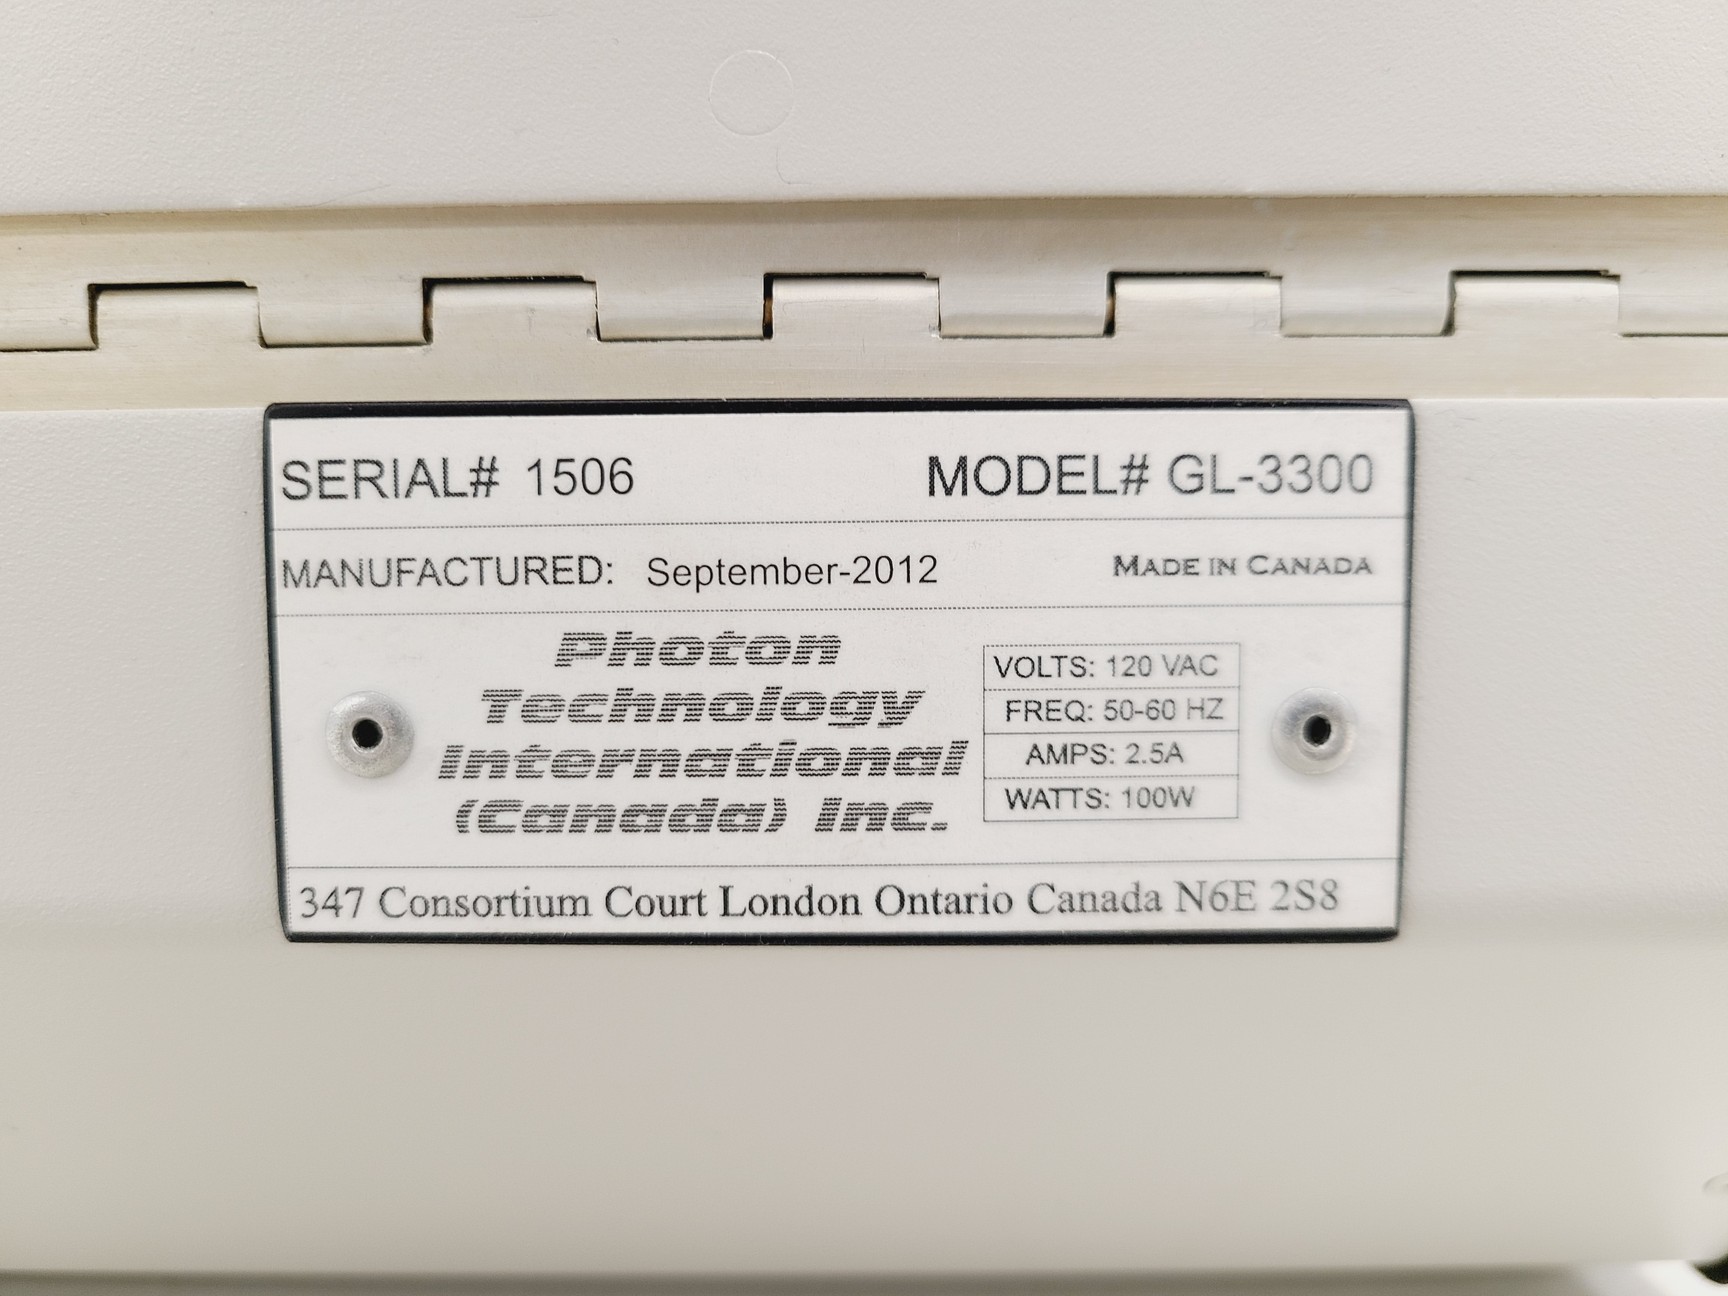 SERIAL# 1506 MODEL# GL-3300
MANUFACTURED: September-2012 MADE IN CANADA
Photon
Technology
International
(Canada) Inc.
VOLTS: 120 VAC
FREQ: 50-60 HZ
AMPS: 2.5A
WATTS: 100W
347 Consortium Court London Ontario Canada N6E 2S8